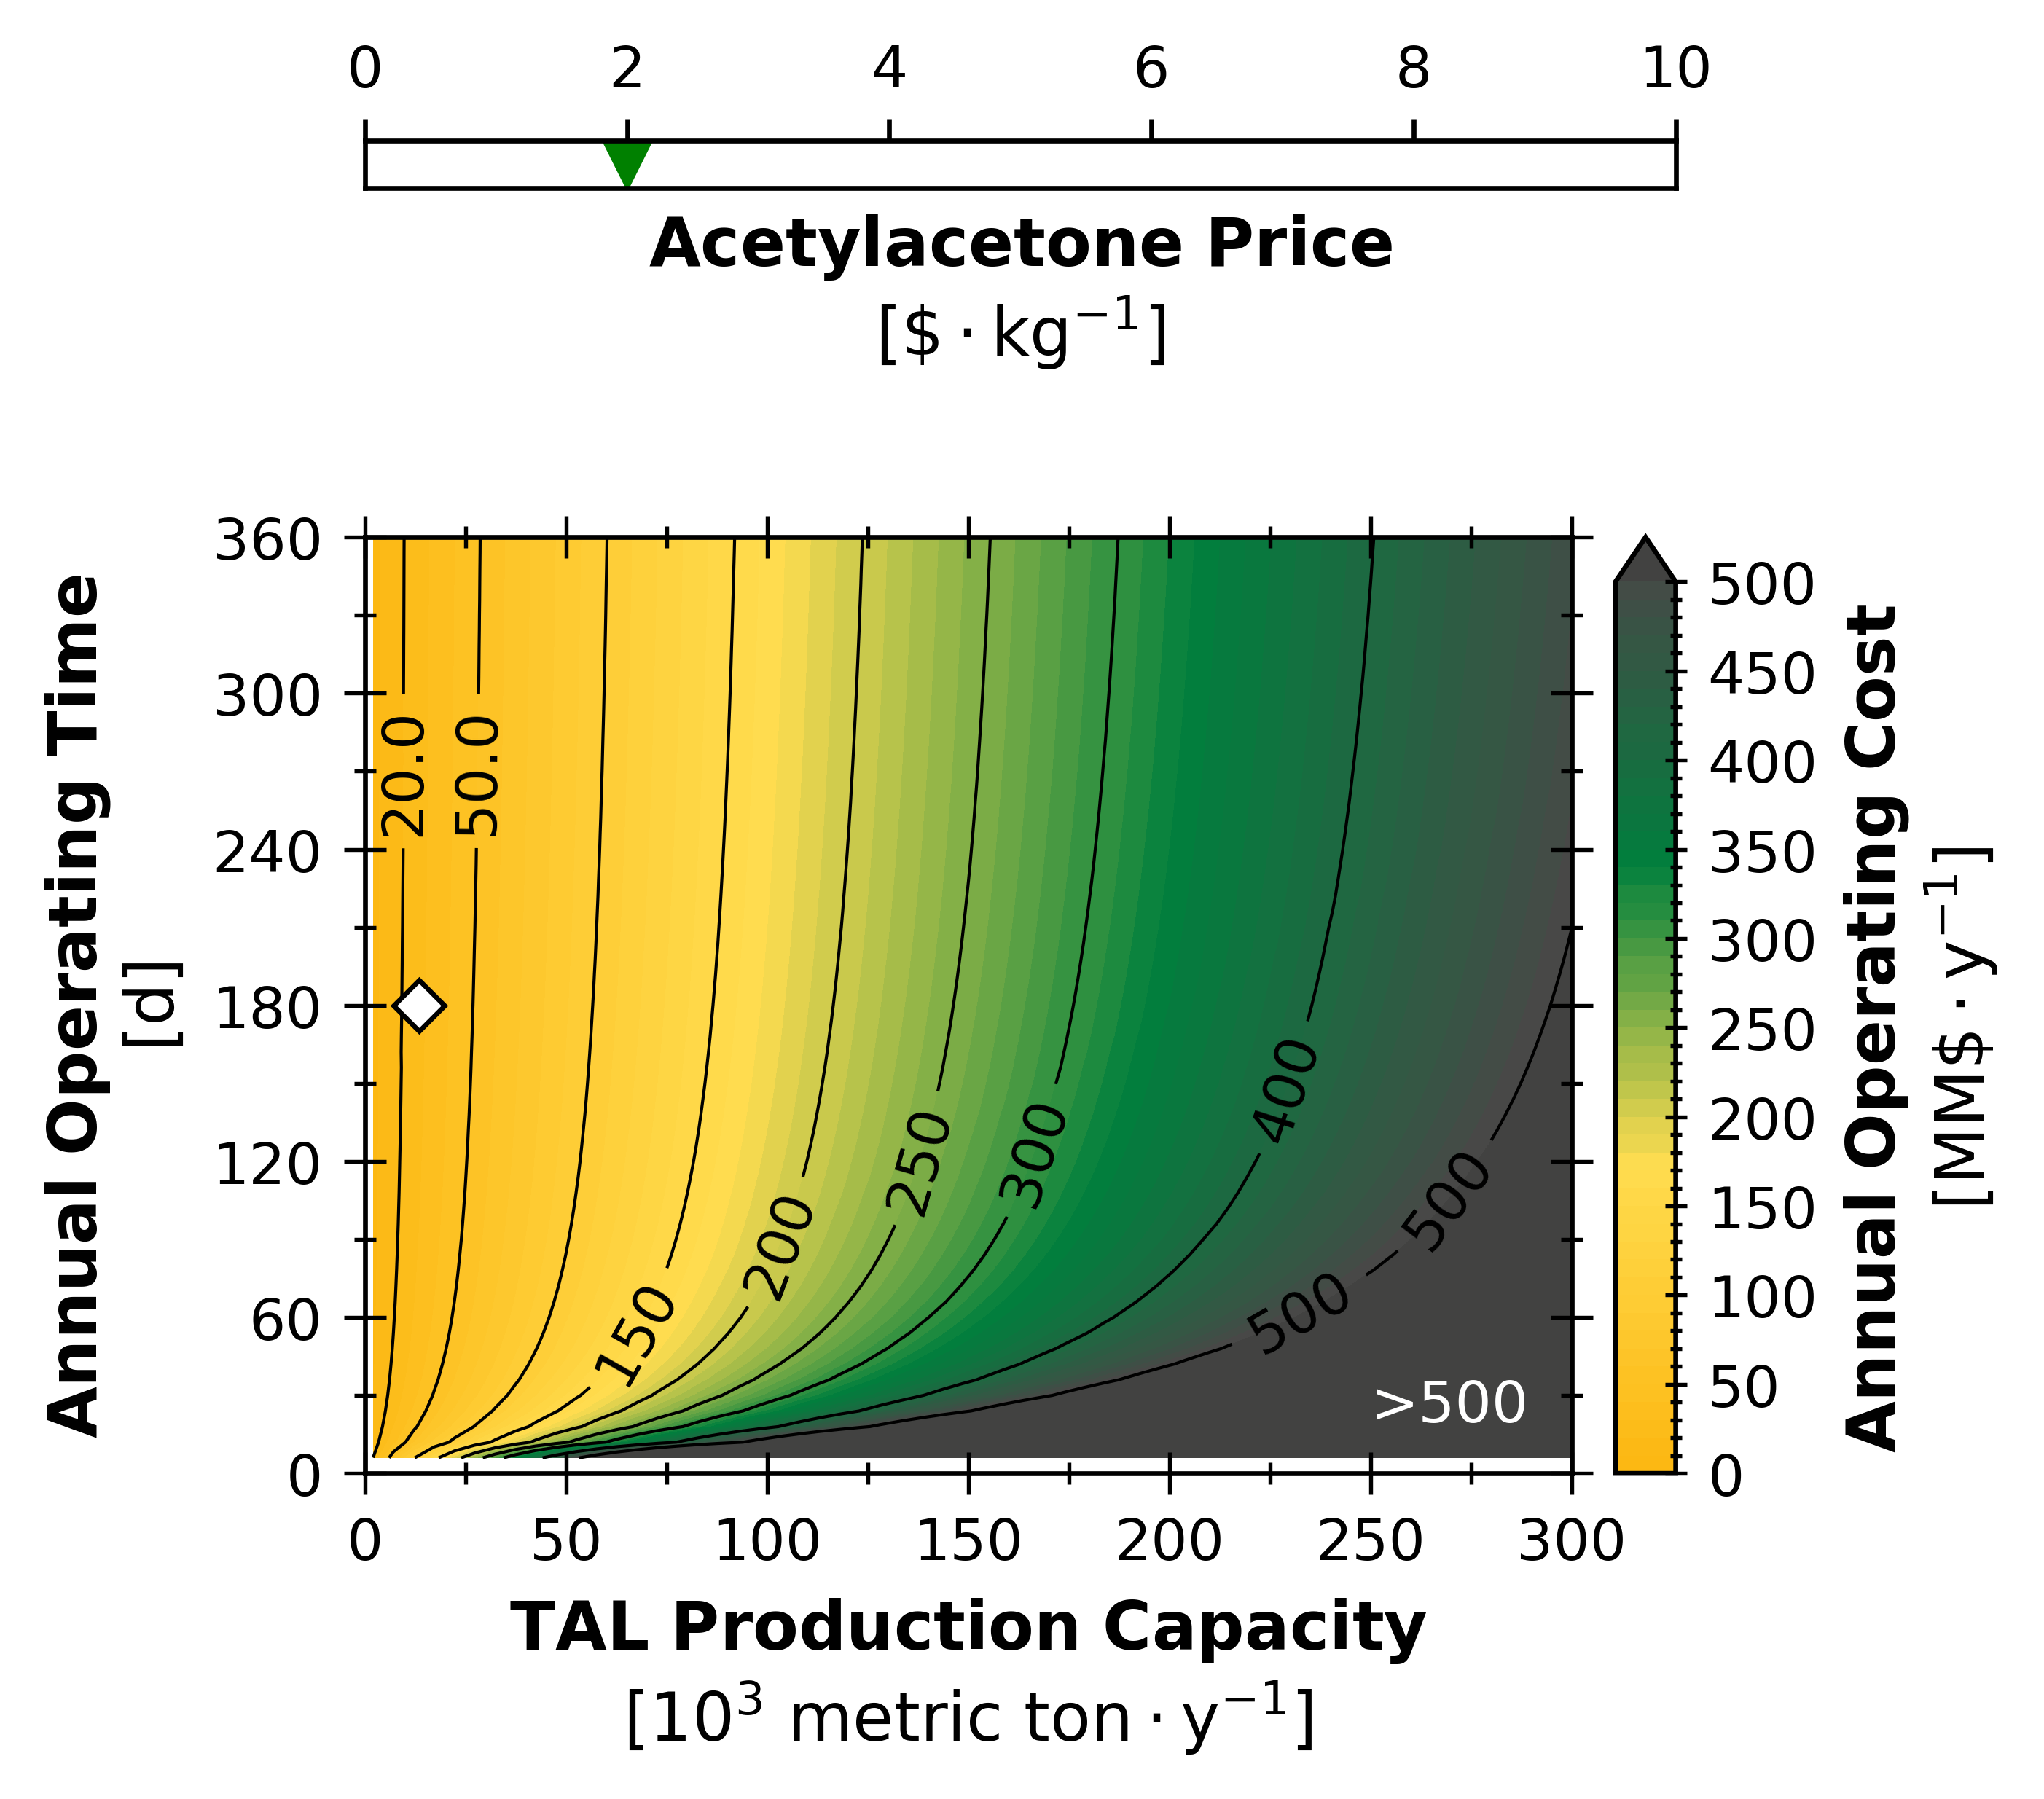 0 2 4 6 8 10
Acetylacetone Price
[$·kg⁻¹]
Annual Operating Time
[d]
360
300
240
180
120
60
0
20.0
50.0
150
200
250
300
400
500
500
>500
0 50 100 150 200 250 300
TAL Production Capacity
[10³ metric ton·y⁻¹]
500
450
400
350
300
250
200
150
100
50
0
Annual Operating Cost
[MM$·y⁻¹]